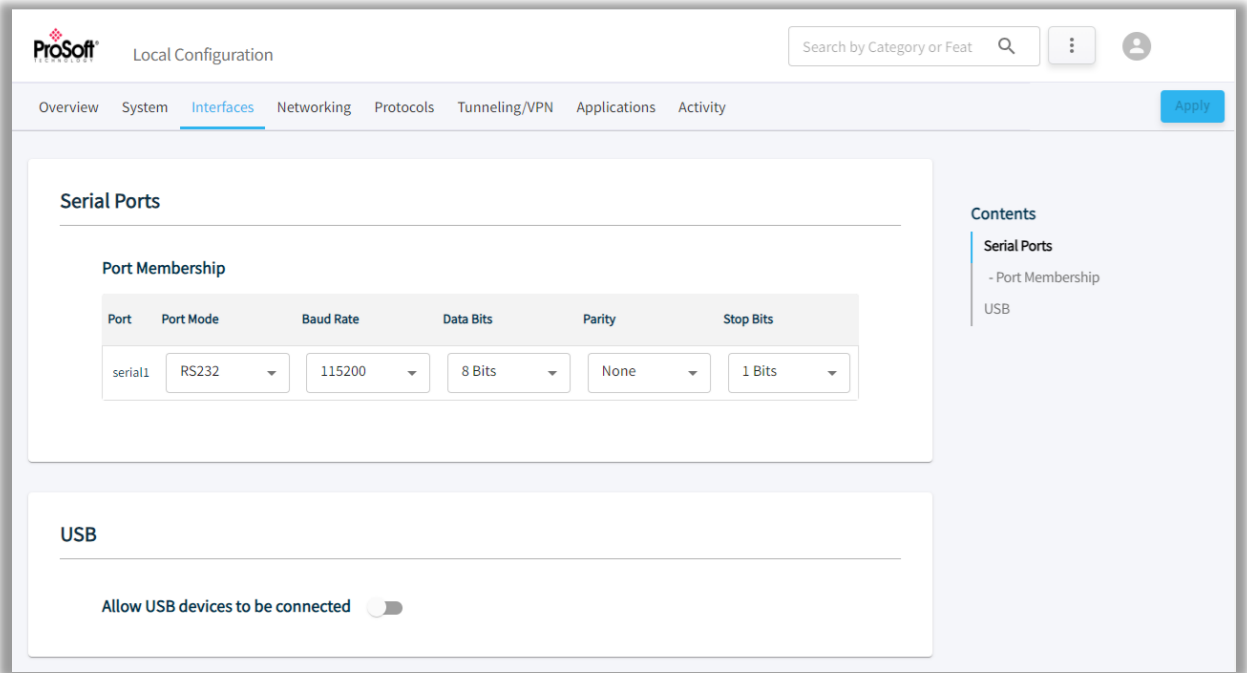 ProSoft®
TECHNOLOGY
Local Configuration
Search by Category or Feat
Overview System Interfaces Networking Protocols Tunneling/VPN Applications Activity
Apply
Serial Ports
Port Membership
Port Port Mode Baud Rate Data Bits Parity Stop Bits
serial1 RS232 115200 8 Bits None 1 Bits
USB
Allow USB devices to be connected
Contents
Serial Ports
- Port Membership
USB